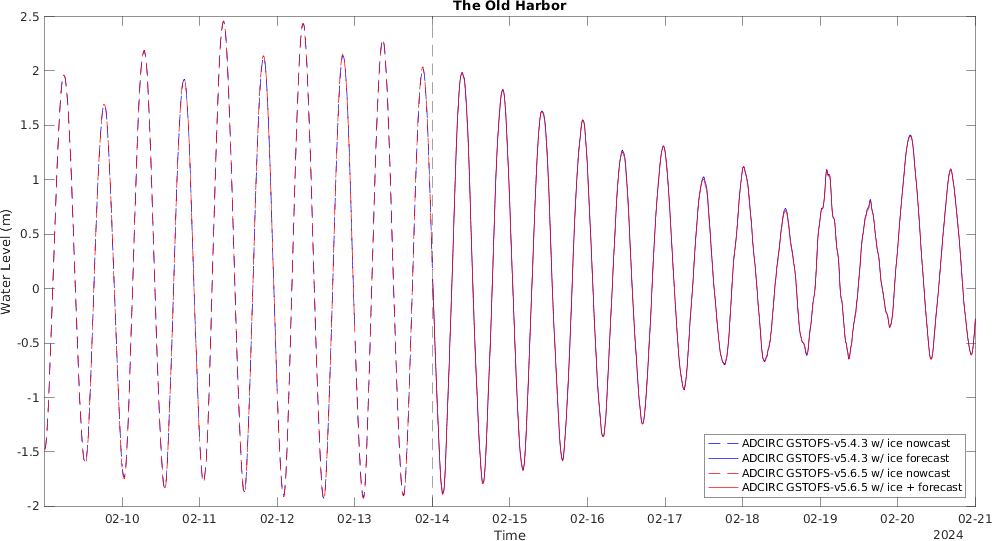 The Old Harbor
2.5
2
1.5
1
0.5
0
-0.5
-1
-1.5
-2
Water Level (m)
ADCIRC GSTOFS-v5.4.3 w/ ice nowcast
ADCIRC GSTOFS-v5.4.3 w/ ice forecast
ADCIRC GSTOFS-v5.6.5 w/ ice nowcast
ADCIRC GSTOFS-v5.6.5 w/ ice + forecast
02-10 02-11 02-12 02-13 02-14 02-15 02-16 02-17 02-18 02-19 02-20 02-21
Time
2024